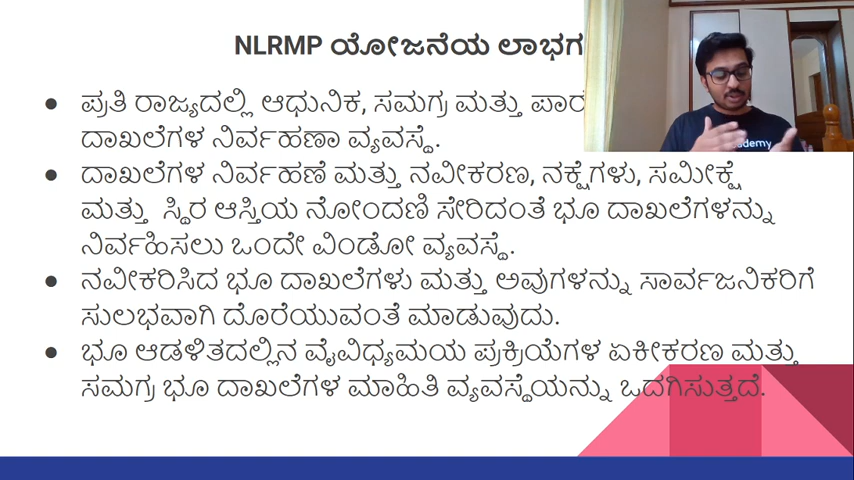 NLRMP ಯೋಜನೆಯ
ಪ್ರತಿ ರಾಜ್ಯದಲ್ಲಿ ಆಧುನಿಕ, ಸಮಗ್ರ ಮತ್ತು
ದಾಖಲೆಗಳ ನಿರ್ವಹಣಾ ವ್ಯವಸ್ಥೆ.
ದಾಖಲೆಗಳ ನಿರ್ವಹಣೆ ಮತ್ತು ನವೀಕರಣ, ನಕ್ಷೆಗಳು, ಸಮೀಕ್ಷೆ
ಮತ್ತು ಸ್ಥಿರ ಆಸ್ತಿಯ ನೋಂದಣಿ ಸೇರಿದಂತೆ ಭೂ ದಾಖಲೆಗಳನ್ನು
ನಿರ್ವಹಿಸಲು ಒಂದೇ ವಿಂಡೋ ವ್ಯವಸ್ಥೆ.
ನವೀಕರಿಸಿದ ಭೂ ದಾಖಲೆಗಳು ಮತ್ತು ಅವುಗಳನ್ನು ಸಾರ್ವಜನಿಕರಿಗೆ
ಸುಲಭವಾಗಿ ದೊರೆಯುವಂತೆ ಮಾಡುವುದು.
ಭೂ ಆಡಳಿತದಲ್ಲಿನ ವೈವಿಧ್ಯಮಯ ಪ್ರಕ್ರಿಯೆಗಳ ಏಕೀಕರಣ ಮತ್ತು
ಸಮಗ್ರ ಭೂ ದಾಖಲೆಗಳ ಮಾಹಿತಿ ವ್ಯವಸ್ಥೆಯನ್ನು ಒದಗಿಸುತ್ತದೆ.